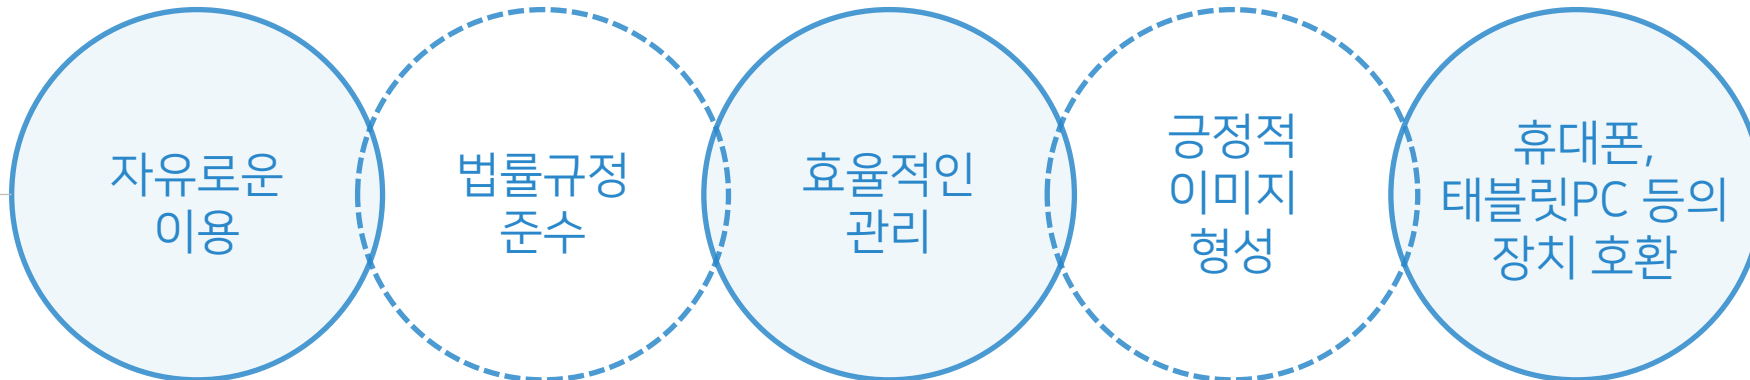 자유로운
이용
법률규정
준수
효율적인
관리
긍정적
이미지
형성
휴대폰,
태블릿PC 등의
장치 호환